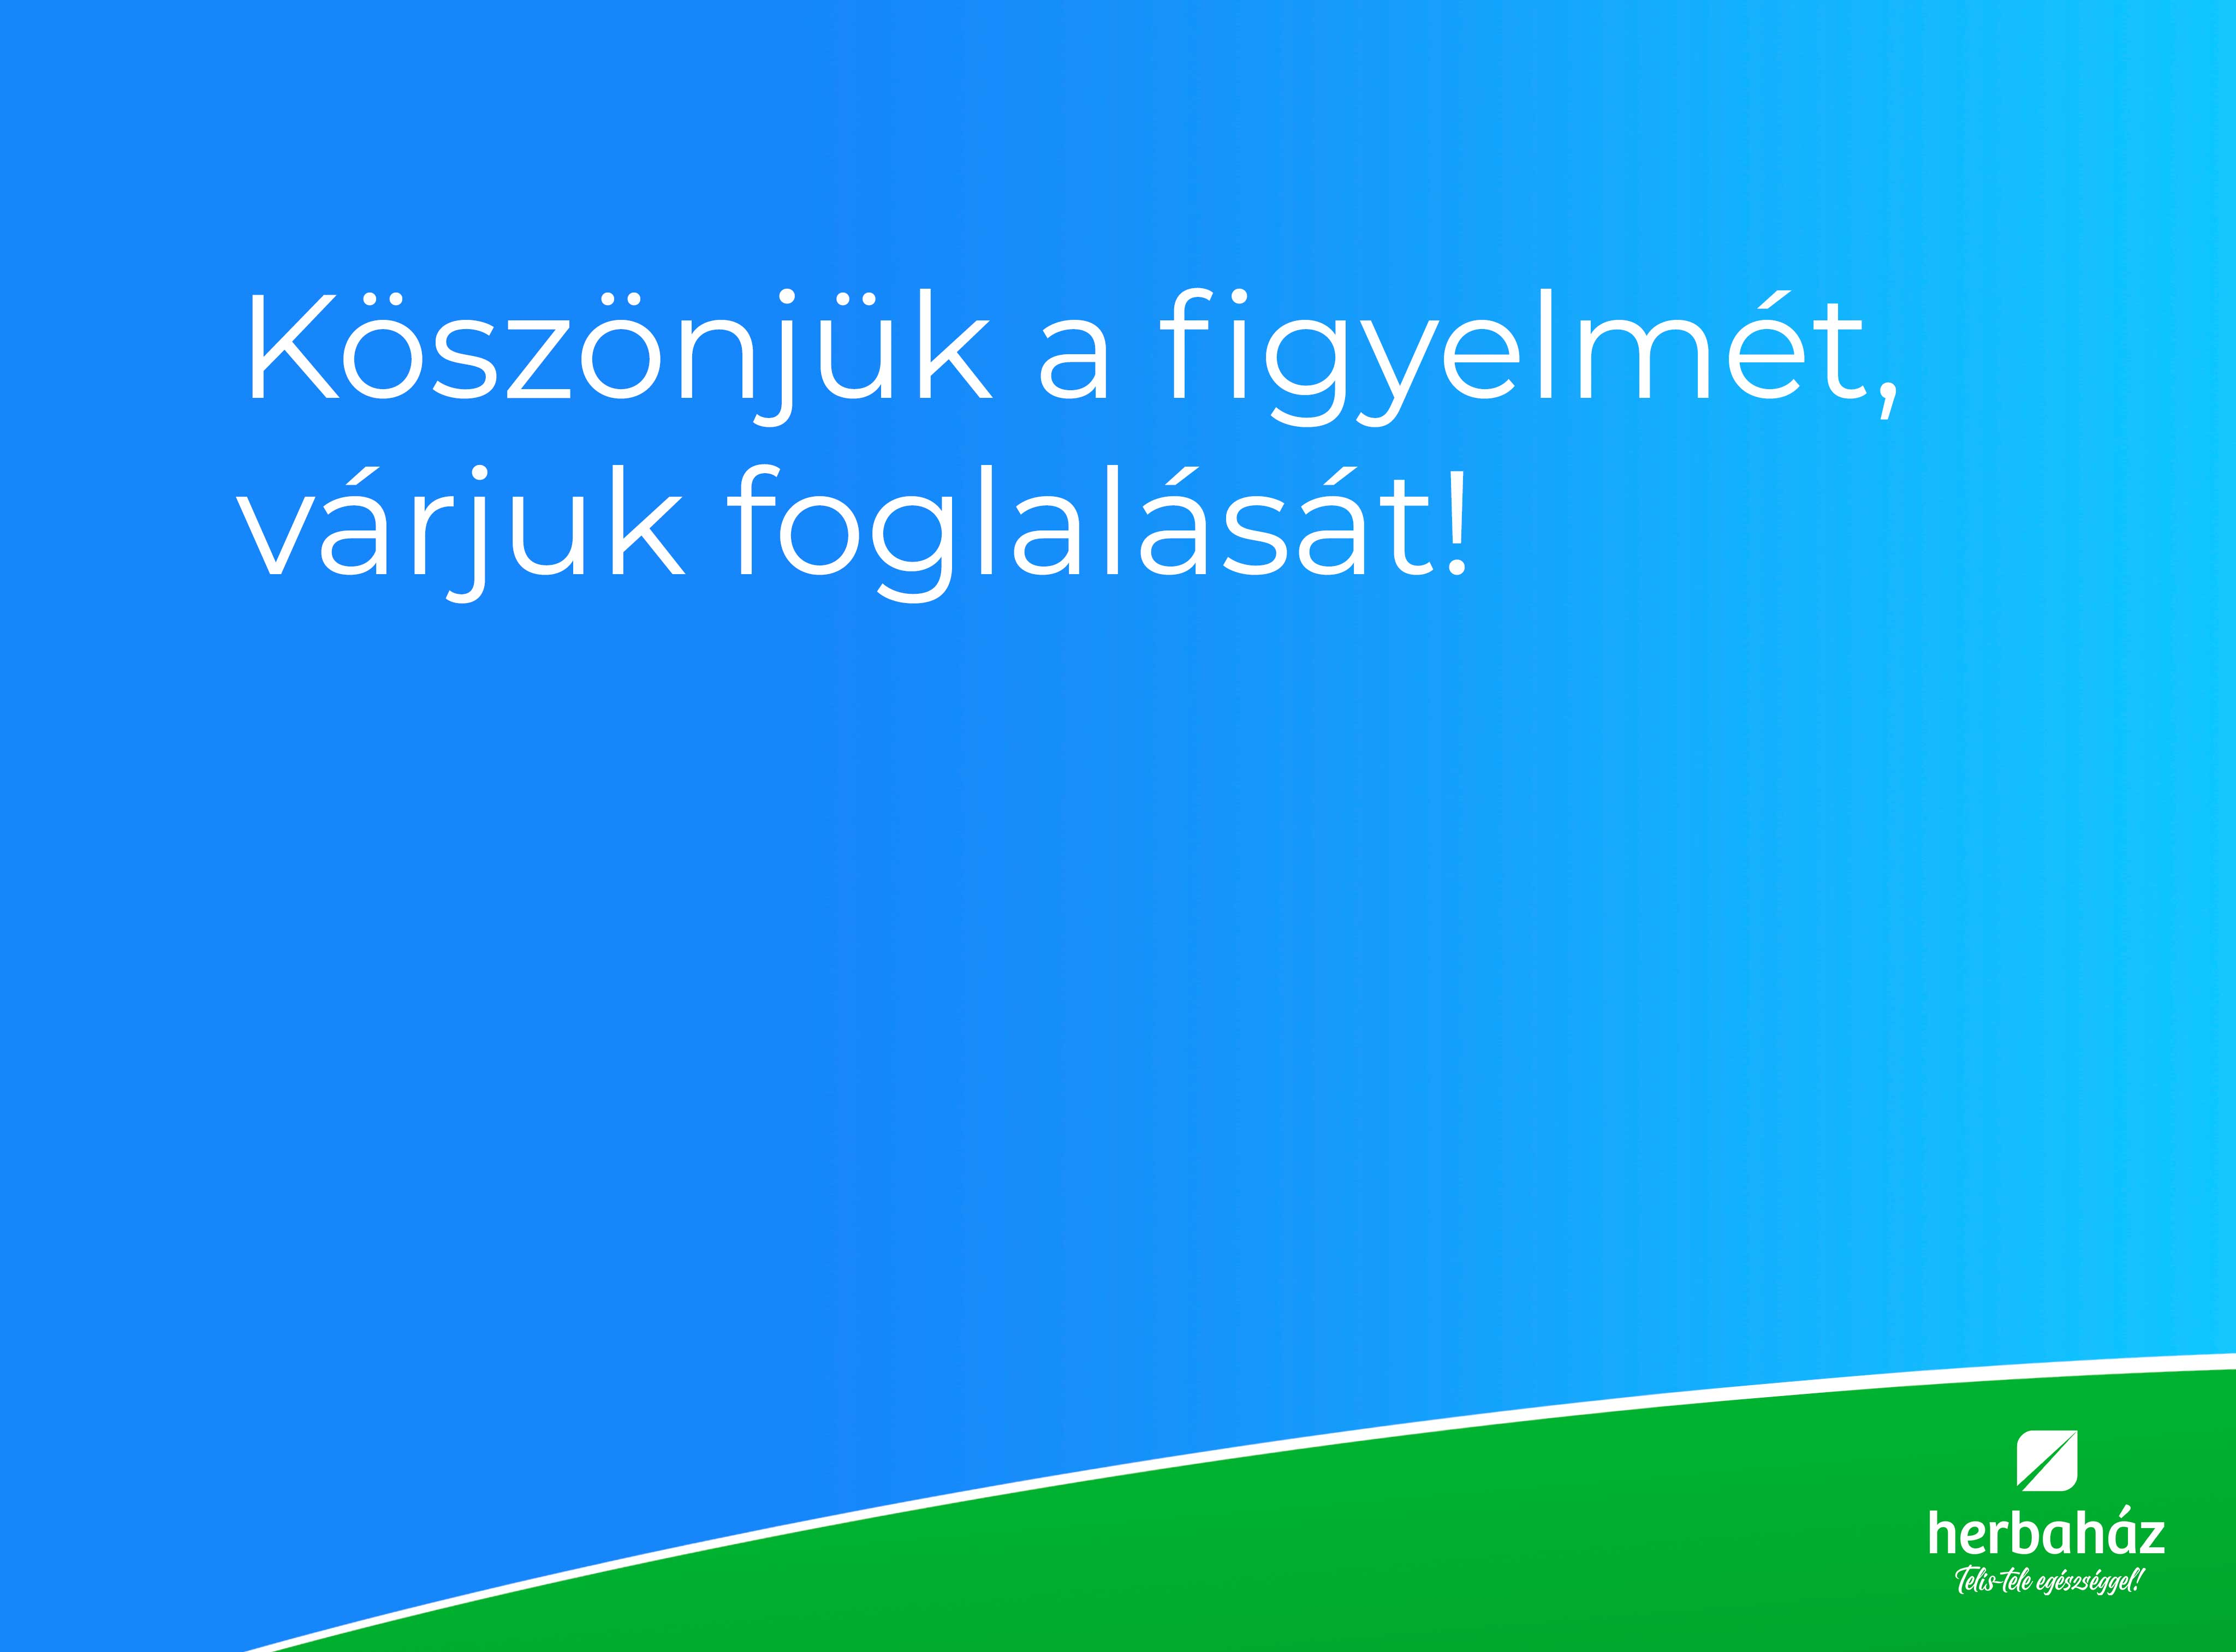 Köszönjük a figyelmét,
várjuk foglalását!
herbaház
Telis-tele egészséggel!